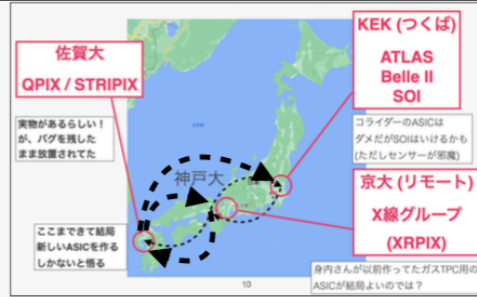 佐賀大
QPIX / STRIPIX
実物があるらしい！
が、バグを残した
まま放置されてた
ここまできて結局
新しいASICを作る
しかないと悟る
神戸大
KEK (つくば)
ATLAS
Belle II
SOI
コライダーのASICは
ダメだがSOIはいけるかも
(ただしセンサーが邪魔)
京大 (リモート)
X線グループ
(XRPIX)
身内さんが以前作ってたガスTPC用の
ASICが結局よいのでは？
10